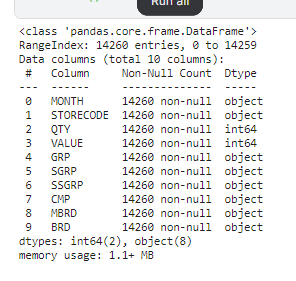 Run all
<class 'pandas.core.frame.DataFrame'>
RangeIndex: 14260 entries, 0 to 14259
Data columns (total 10 columns):
 #   Column     Non-Null Count  Dtype
---  ------     --------------  -----
 0   MONTH      14260 non-null  object
 1   STORECODE  14260 non-null  object
 2   QTY        14260 non-null  int64
 3   VALUE      14260 non-null  int64
 4   GRP        14260 non-null  object
 5   SGRP       14260 non-null  object
 6   SSGRP      14260 non-null  object
 7   CMP        14260 non-null  object
 8   MBRD       14260 non-null  object
 9   BRD        14260 non-null  object
dtypes: int64(2), object(8)
memory usage: 1.1+ MB